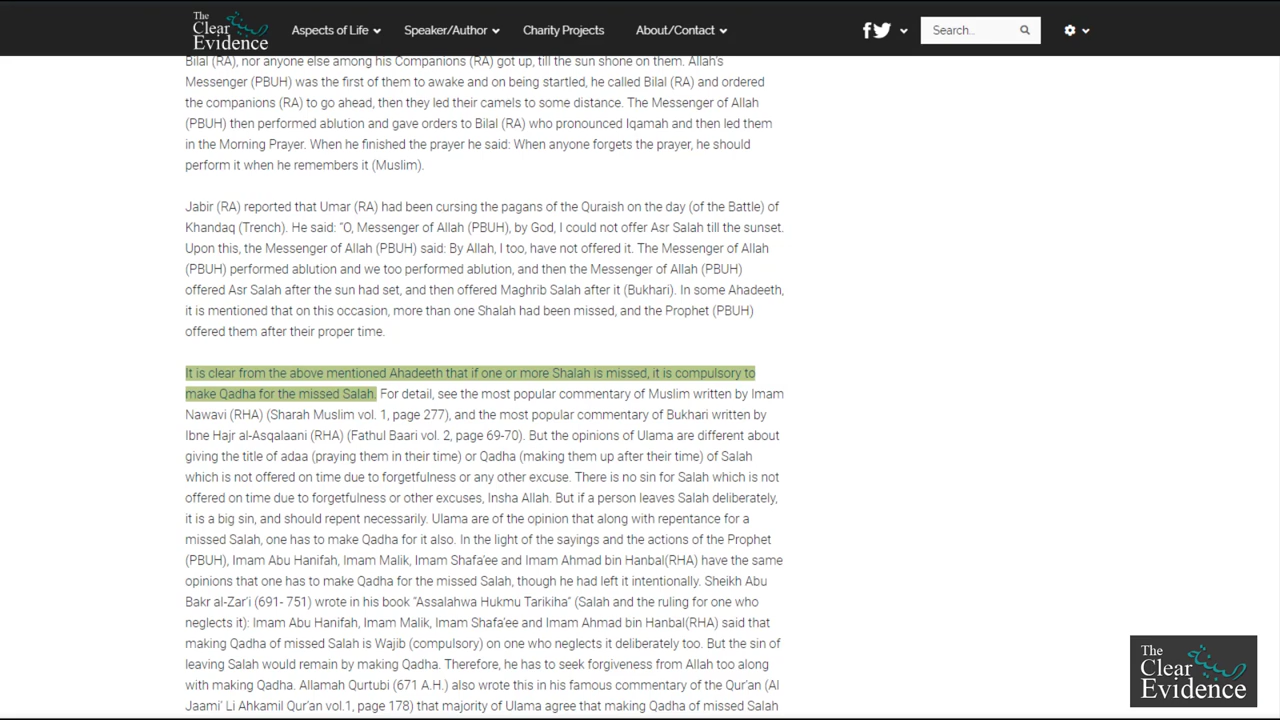 The Clear Evidence
Aspects of Life
Speaker/Author
Charity Projects
About/Contact
Search...
Bilal (RA), nor anyone else among his Companions (RA) got up, till the sun shone on them. Allah's
Messenger (PBUH) was the first of them to awake and on being startled, he called Bilal (RA) and ordered
the companions (RA) to go ahead, then they led their camels to some distance. The Messenger of Allah
(PBUH) then performed ablution and gave orders to Bilal (RA) who pronounced Iqamah and then led them
in the Morning Prayer. When he finished the prayer he said: When anyone forgets the prayer, he should
perform it when he remembers it (Muslim).
Jabir (RA) reported that Umar (RA) had been cursing the pagans of the Quraish on the day (of the Battle) of
Khandaq (Trench). He said: “O, Messenger of Allah (PBUH), by God, I could not offer Asr Salah till the sunset.
Upon this, the Messenger of Allah (PBUH) said: By Allah, I too, have not offered it. The Messenger of Allah
(PBUH) performed ablution and we too performed ablution, and then the Messenger of Allah (PBUH)
offered Asr Salah after the sun had set, and then offered Maghrib Salah after it (Bukhari). In some Ahadeeth,
it is mentioned that on this occasion, more than one Shalah had been missed, and the Prophet (PBUH)
offered them after their proper time.
It is clear from the above mentioned Ahadeeth that if one or more Shalah is missed, it is compulsory to
make Qadha for the missed Salah. For detail, see the most popular commentary of Muslim written by Imam
Nawavi (RHA) (Sharah Muslim vol. 1, page 277), and the most popular commentary of Bukhari written by
Ibne Hajr al-Asqalaani (RHA) (Fathul Baari vol. 2, page 69-70). But the opinions of Ulama are different about
giving the title of adaa (praying them in their time) or Qadha (making them up after their time) of Salah
which is not offered on time due to forgetfulness or any other excuse. There is no sin for Salah which is not
offered on time due to forgetfulness or other excuses, Insha Allah. But if a person leaves Salah deliberately,
it is a big sin, and should repent necessarily. Ulama are of the opinion that along with repentance for a
missed Salah, one has to make Qadha for it also. In the light of the sayings and the actions of the Prophet
(PBUH), Imam Abu Hanifah, Imam Malik, Imam Shafa'ee and Imam Ahmad bin Hanbal(RHA) have the same
opinions that one has to make Qadha for the missed Salah, though he had left it intentionally. Sheikh Abu
Bakr al-Zar'i (691- 751) wrote in his book “Assalahwa Hukmu Tarikiha” (Salah and the ruling for one who
neglects it): Imam Abu Hanifah, Imam Malik, Imam Shafa'ee and Imam Ahmad bin Hanbal(RHA) said that
making Qadha of missed Salah is Wajib (compulsory) on one who neglects it deliberately too. But the sin of
leaving Salah would remain by making Qadha. Therefore, he has to seek forgiveness from Allah too along
with making Qadha. Allamah Qurtubi (671 A.H.) also wrote this in his famous commentary of the Qur'an (Al
Jaami' Li Ahkamil Qur'an vol.1, page 178) that majority of Ulama agree that making Qadha of missed Salah
The
Clear
Evidence